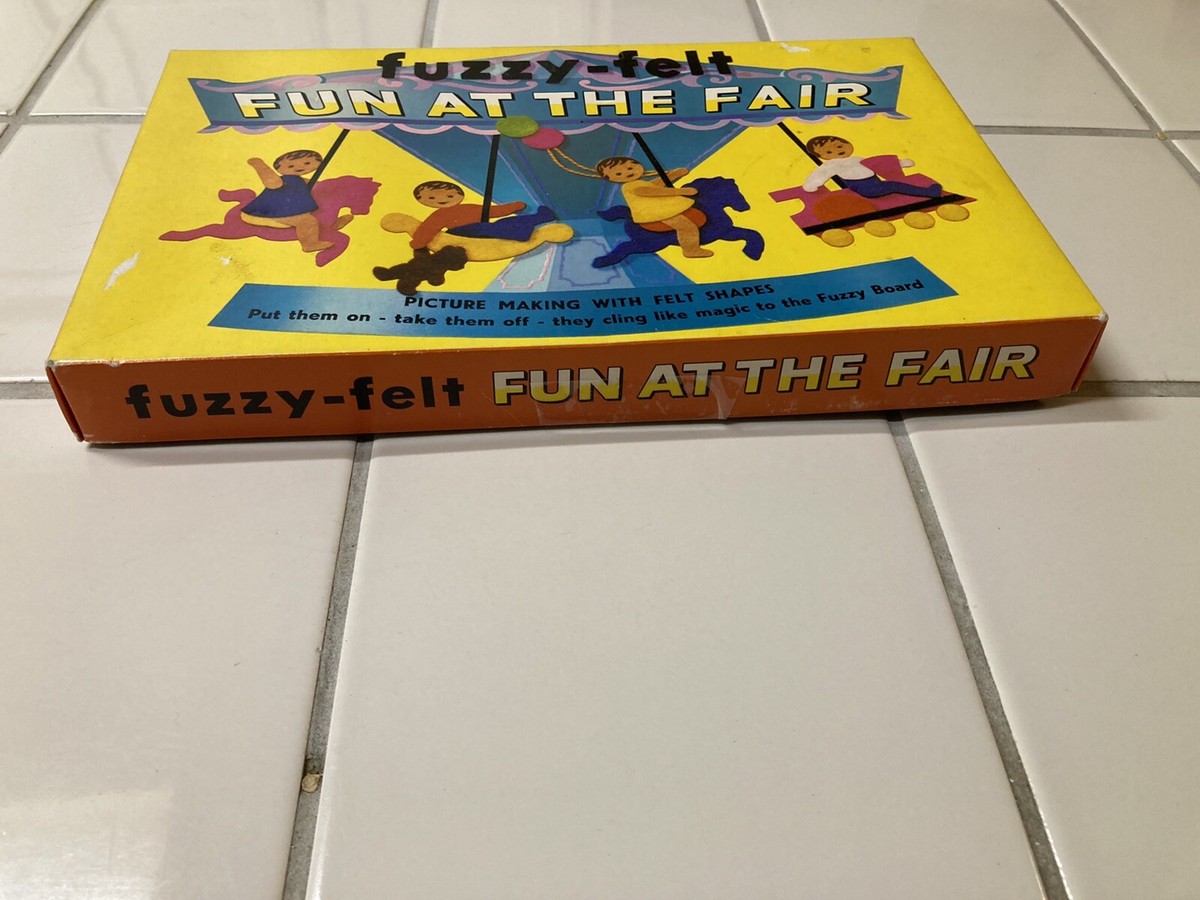 fuzzy-felt
FUN AT THE FAIR
PICTURE MAKING WITH FELT SHAPES
Put them on - take them off - they cling like magic to the Fuzzy Board
fuzzy-felt FUN AT THE FAIR